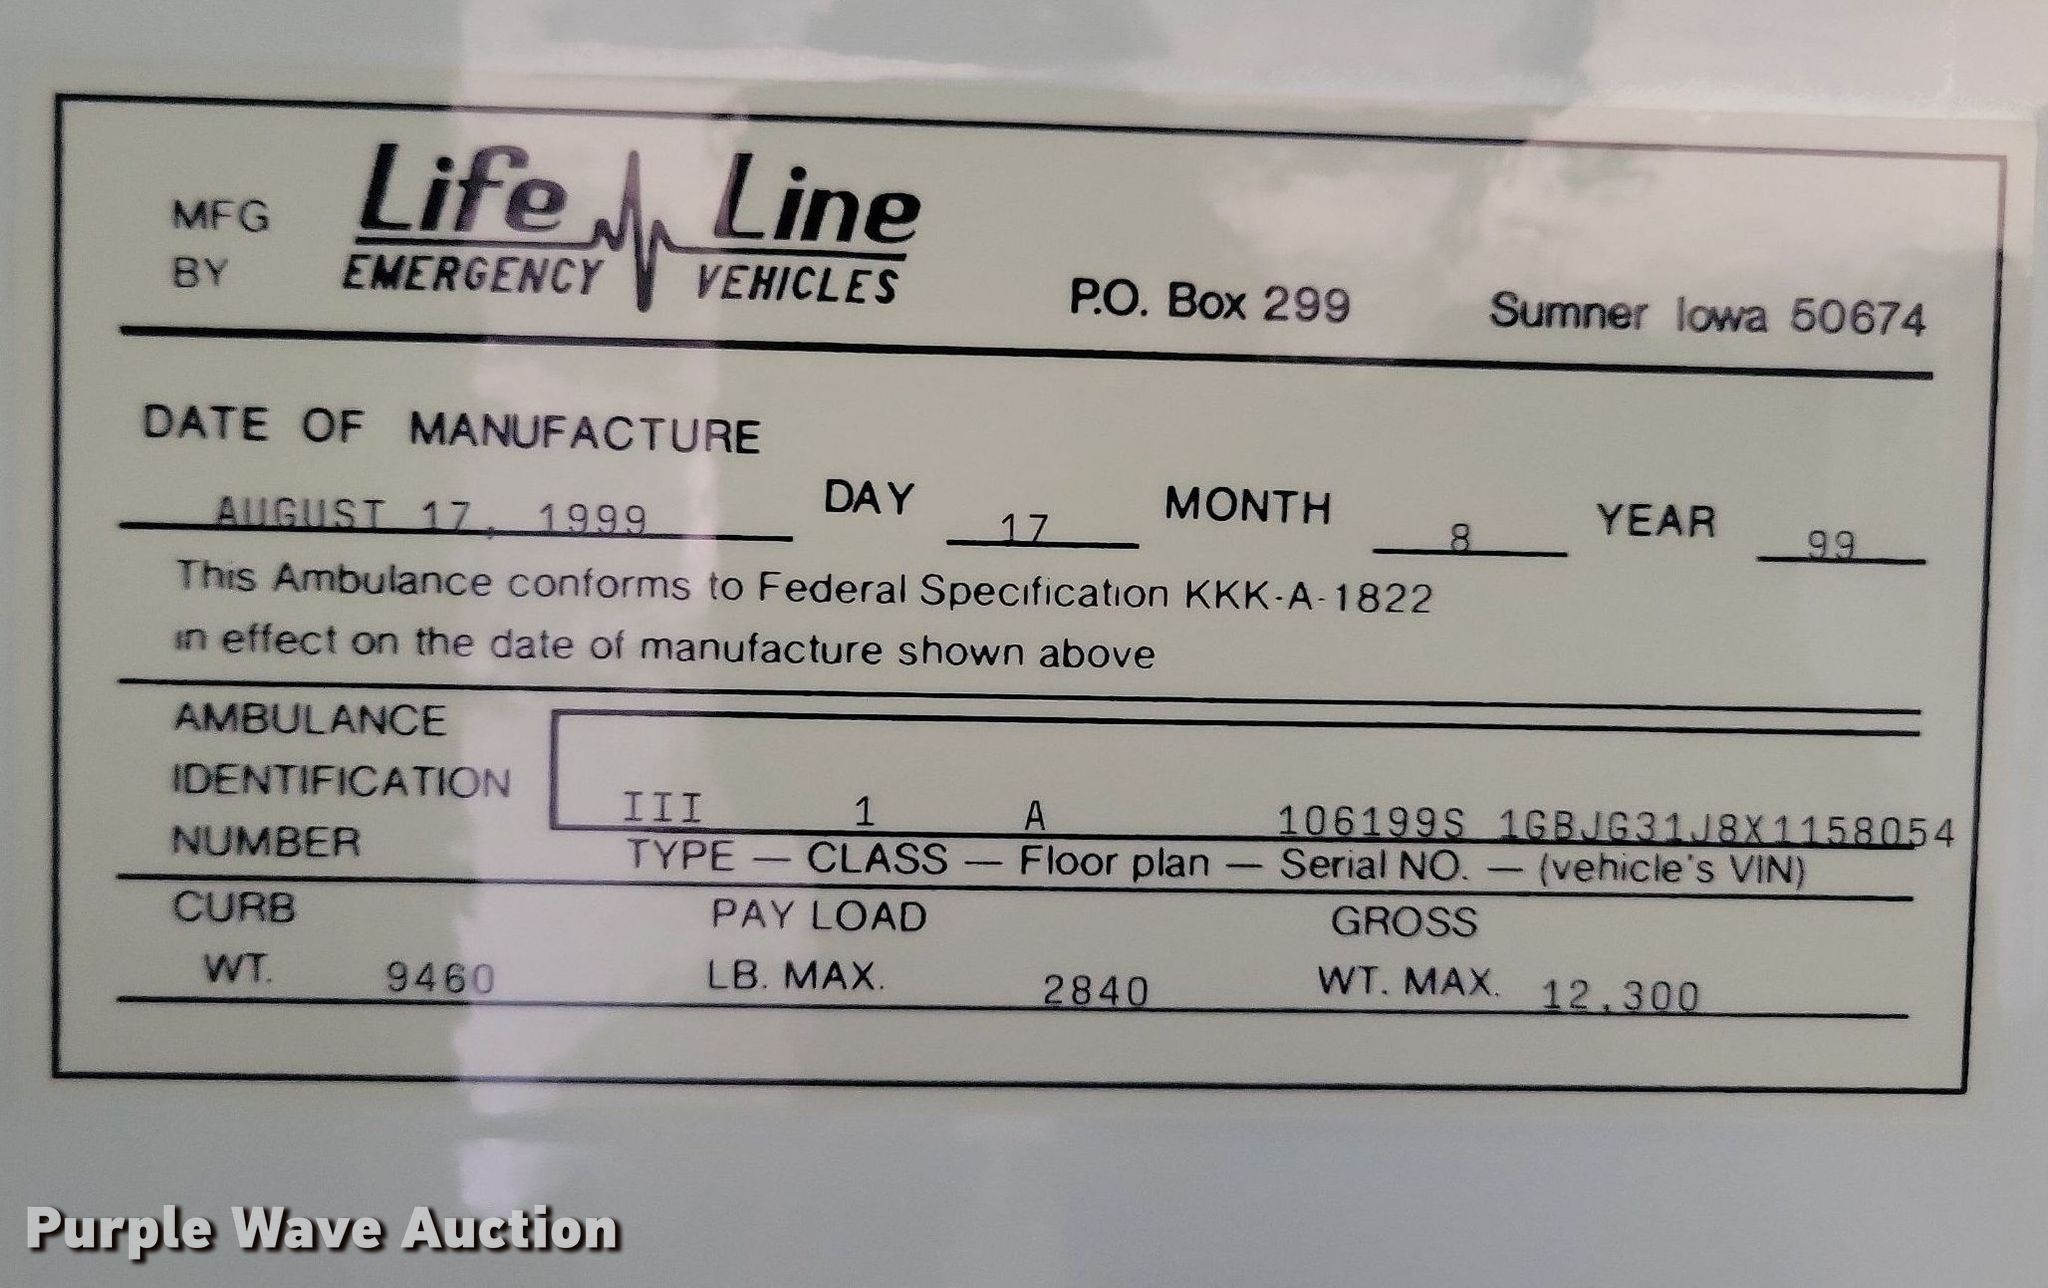 MFG BY Life Line EMERGENCY VEHICLES P.O. Box 299 Sumner Iowa 50674
DATE OF MANUFACTURE
AUGUST 17, 1999 DAY 17 MONTH 8 YEAR 99
This Ambulance conforms to Federal Specification KKK-A-1822
in effect on the date of manufacture shown above
AMBULANCE
IDENTIFICATION
NUMBER
III 1 A 106199S 1GBJG31J8X1158054
TYPE — CLASS — Floor plan — Serial NO. — (vehicle's VIN)
CURB PAY LOAD GROSS
WT. 9460 LB. MAX. 2840 WT. MAX. 12,300
Purple Wave Auction